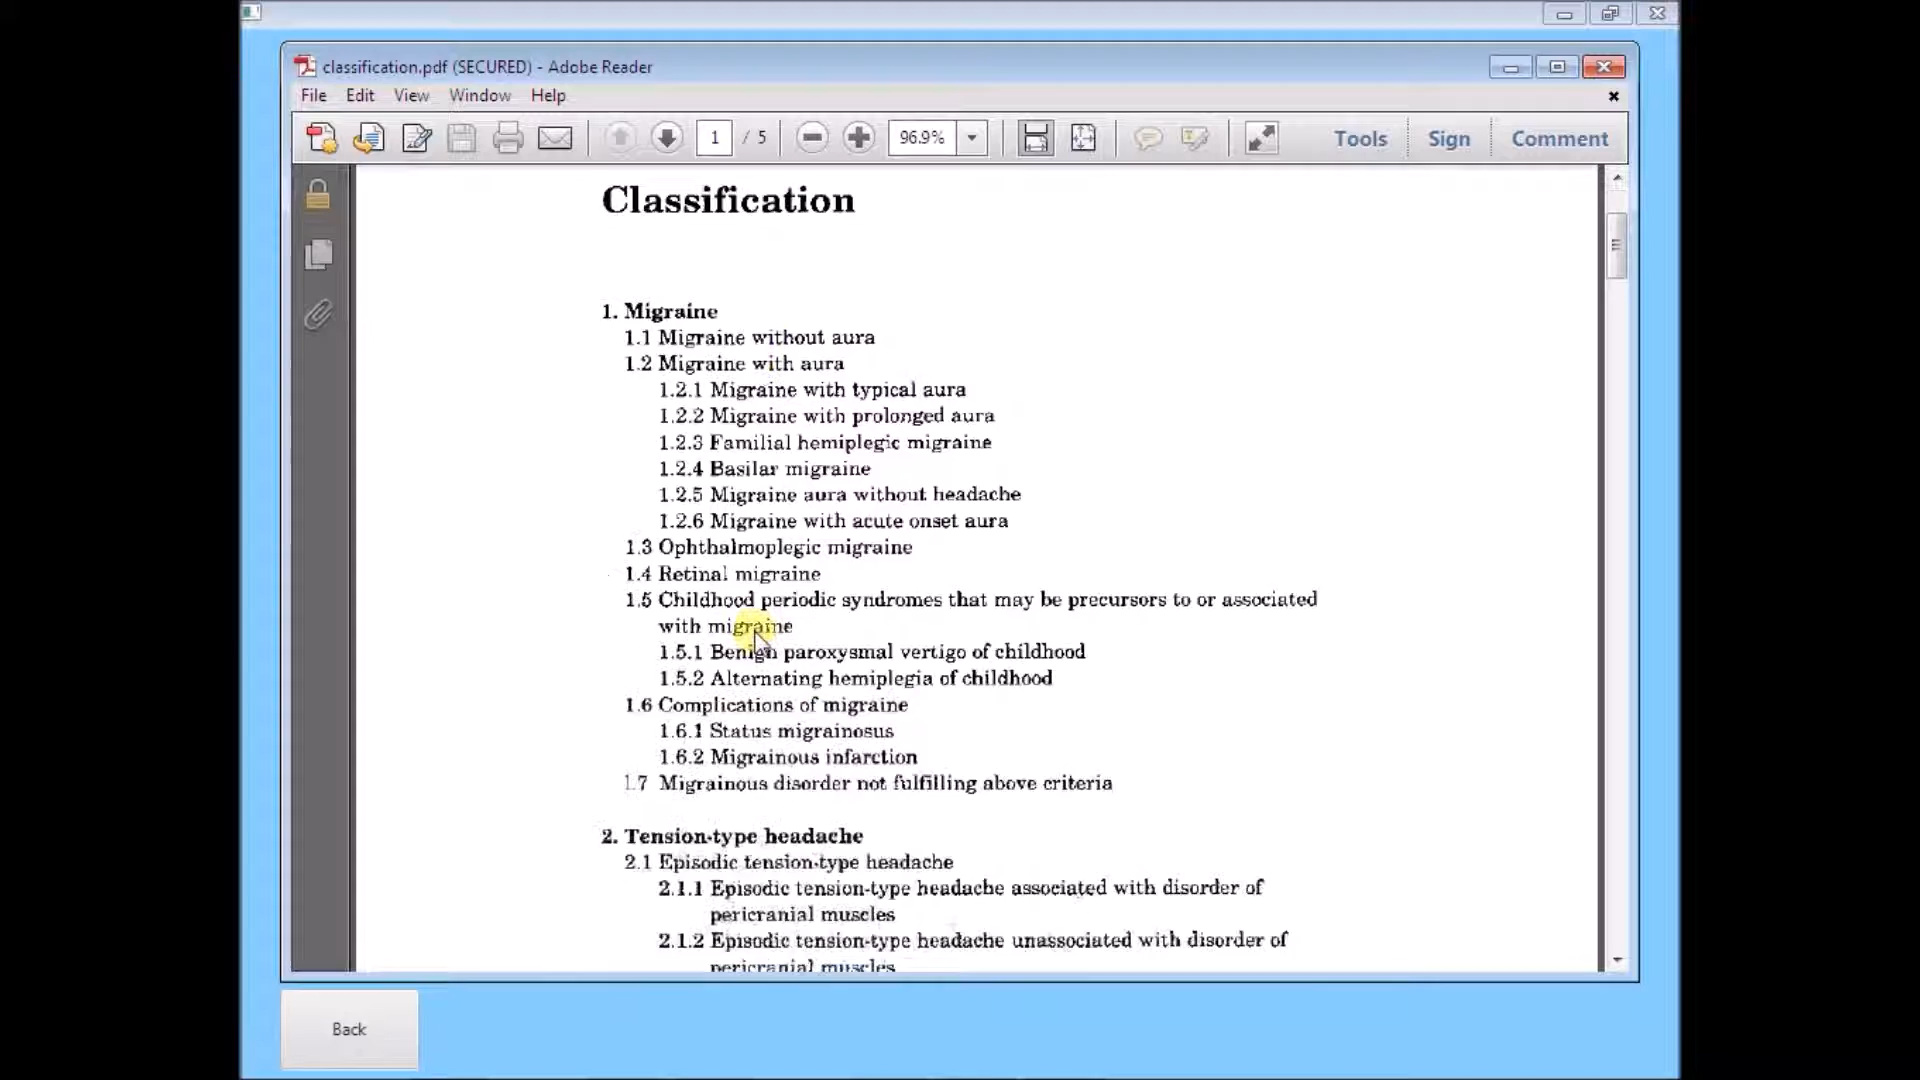 classification.pdf (SECURED) - Adobe Reader
File Edit View Window Help
1 / 5 96.9% Tools Sign Comment
Classification
1. Migraine
1.1 Migraine without aura
1.2 Migraine with aura
1.2.1 Migraine with typical aura
1.2.2 Migraine with prolonged aura
1.2.3 Familial hemiplegic migraine
1.2.4 Basilar migraine
1.2.5 Migraine aura without headache
1.2.6 Migraine with acute onset aura
1.3 Ophthalmoplegic migraine
1.4 Retinal migraine
1.5 Childhood periodic syndromes that may be precursors to or associated
with migraine
1.5.1 Benign paroxysmal vertigo of childhood
1.5.2 Alternating hemiplegia of childhood
1.6 Complications of migraine
1.6.1 Status migrainosus
1.6.2 Migrainous infarction
1.7 Migrainous disorder not fulfilling above criteria
2. Tension-type headache
2.1 Episodic tension-type headache
2.1.1 Episodic tension-type headache associated with disorder of
pericranial muscles
2.1.2 Episodic tension-type headache unassociated with disorder of
pericranial muscles
Back